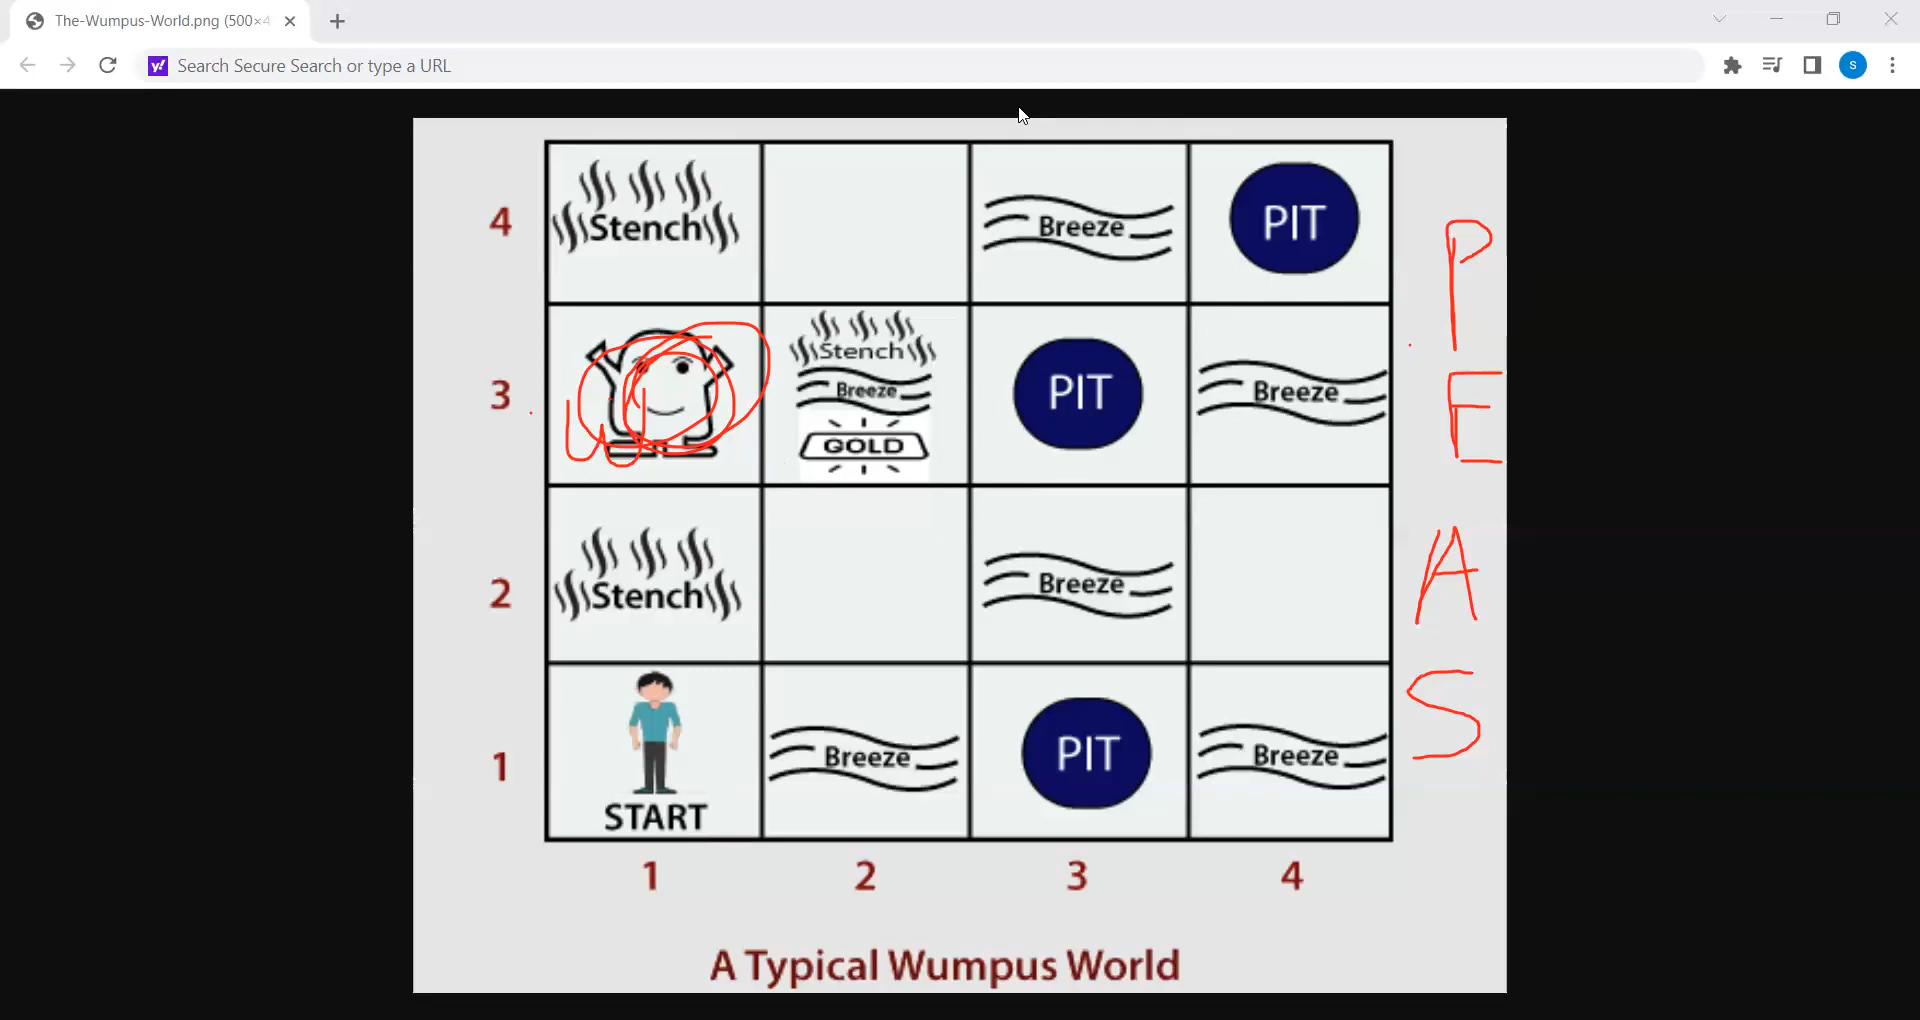 The-Wumpus-World.png (500×4
Search Secure Search or type a URL
s
4 Stench Breeze PIT P
3 W Stench Breeze GOLD PIT Breeze E
2 Stench Breeze A
1 START Breeze PIT Breeze S
1 2 3 4
A Typical Wumpus World